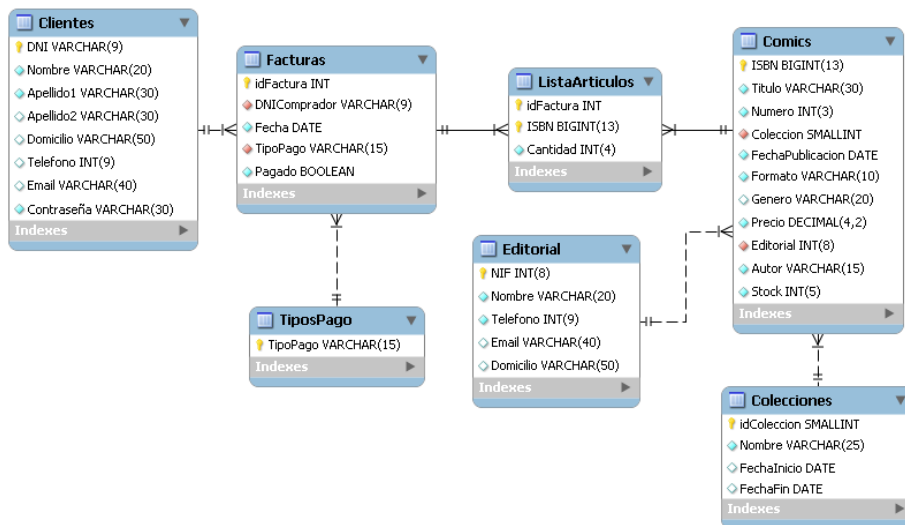 Clientes
DNI VARCHAR(9)
Nombre VARCHAR(20)
Apellido1 VARCHAR(30)
Apellido2 VARCHAR(30)
Domicilio VARCHAR(50)
Telefono INT(9)
Email VARCHAR(40)
Contraseña VARCHAR(30)
Indexes
Facturas
idFactura INT
DNIComprador VARCHAR(9)
Fecha DATE
TipoPago VARCHAR(15)
Pagado BOOLEAN
Indexes
ListaArticulos
idFactura INT
ISBN BIGINT(13)
Cantidad INT(4)
Indexes
Comics
ISBN BIGINT(13)
Titulo VARCHAR(30)
Numero INT(3)
Coleccion SMALLINT
FechaPublicacion DATE
Formato VARCHAR(10)
Genero VARCHAR(20)
Precio DECIMAL(4,2)
Editorial INT(8)
Autor VARCHAR(15)
Stock INT(5)
Indexes
Editorial
NIF INT(8)
Nombre VARCHAR(20)
Telefono INT(9)
Email VARCHAR(40)
Domicilio VARCHAR(50)
Indexes
TiposPago
TipoPago VARCHAR(15)
Indexes
Colecciones
idColeccion SMALLINT
Nombre VARCHAR(25)
FechaInicio DATE
FechaFin DATE
Indexes